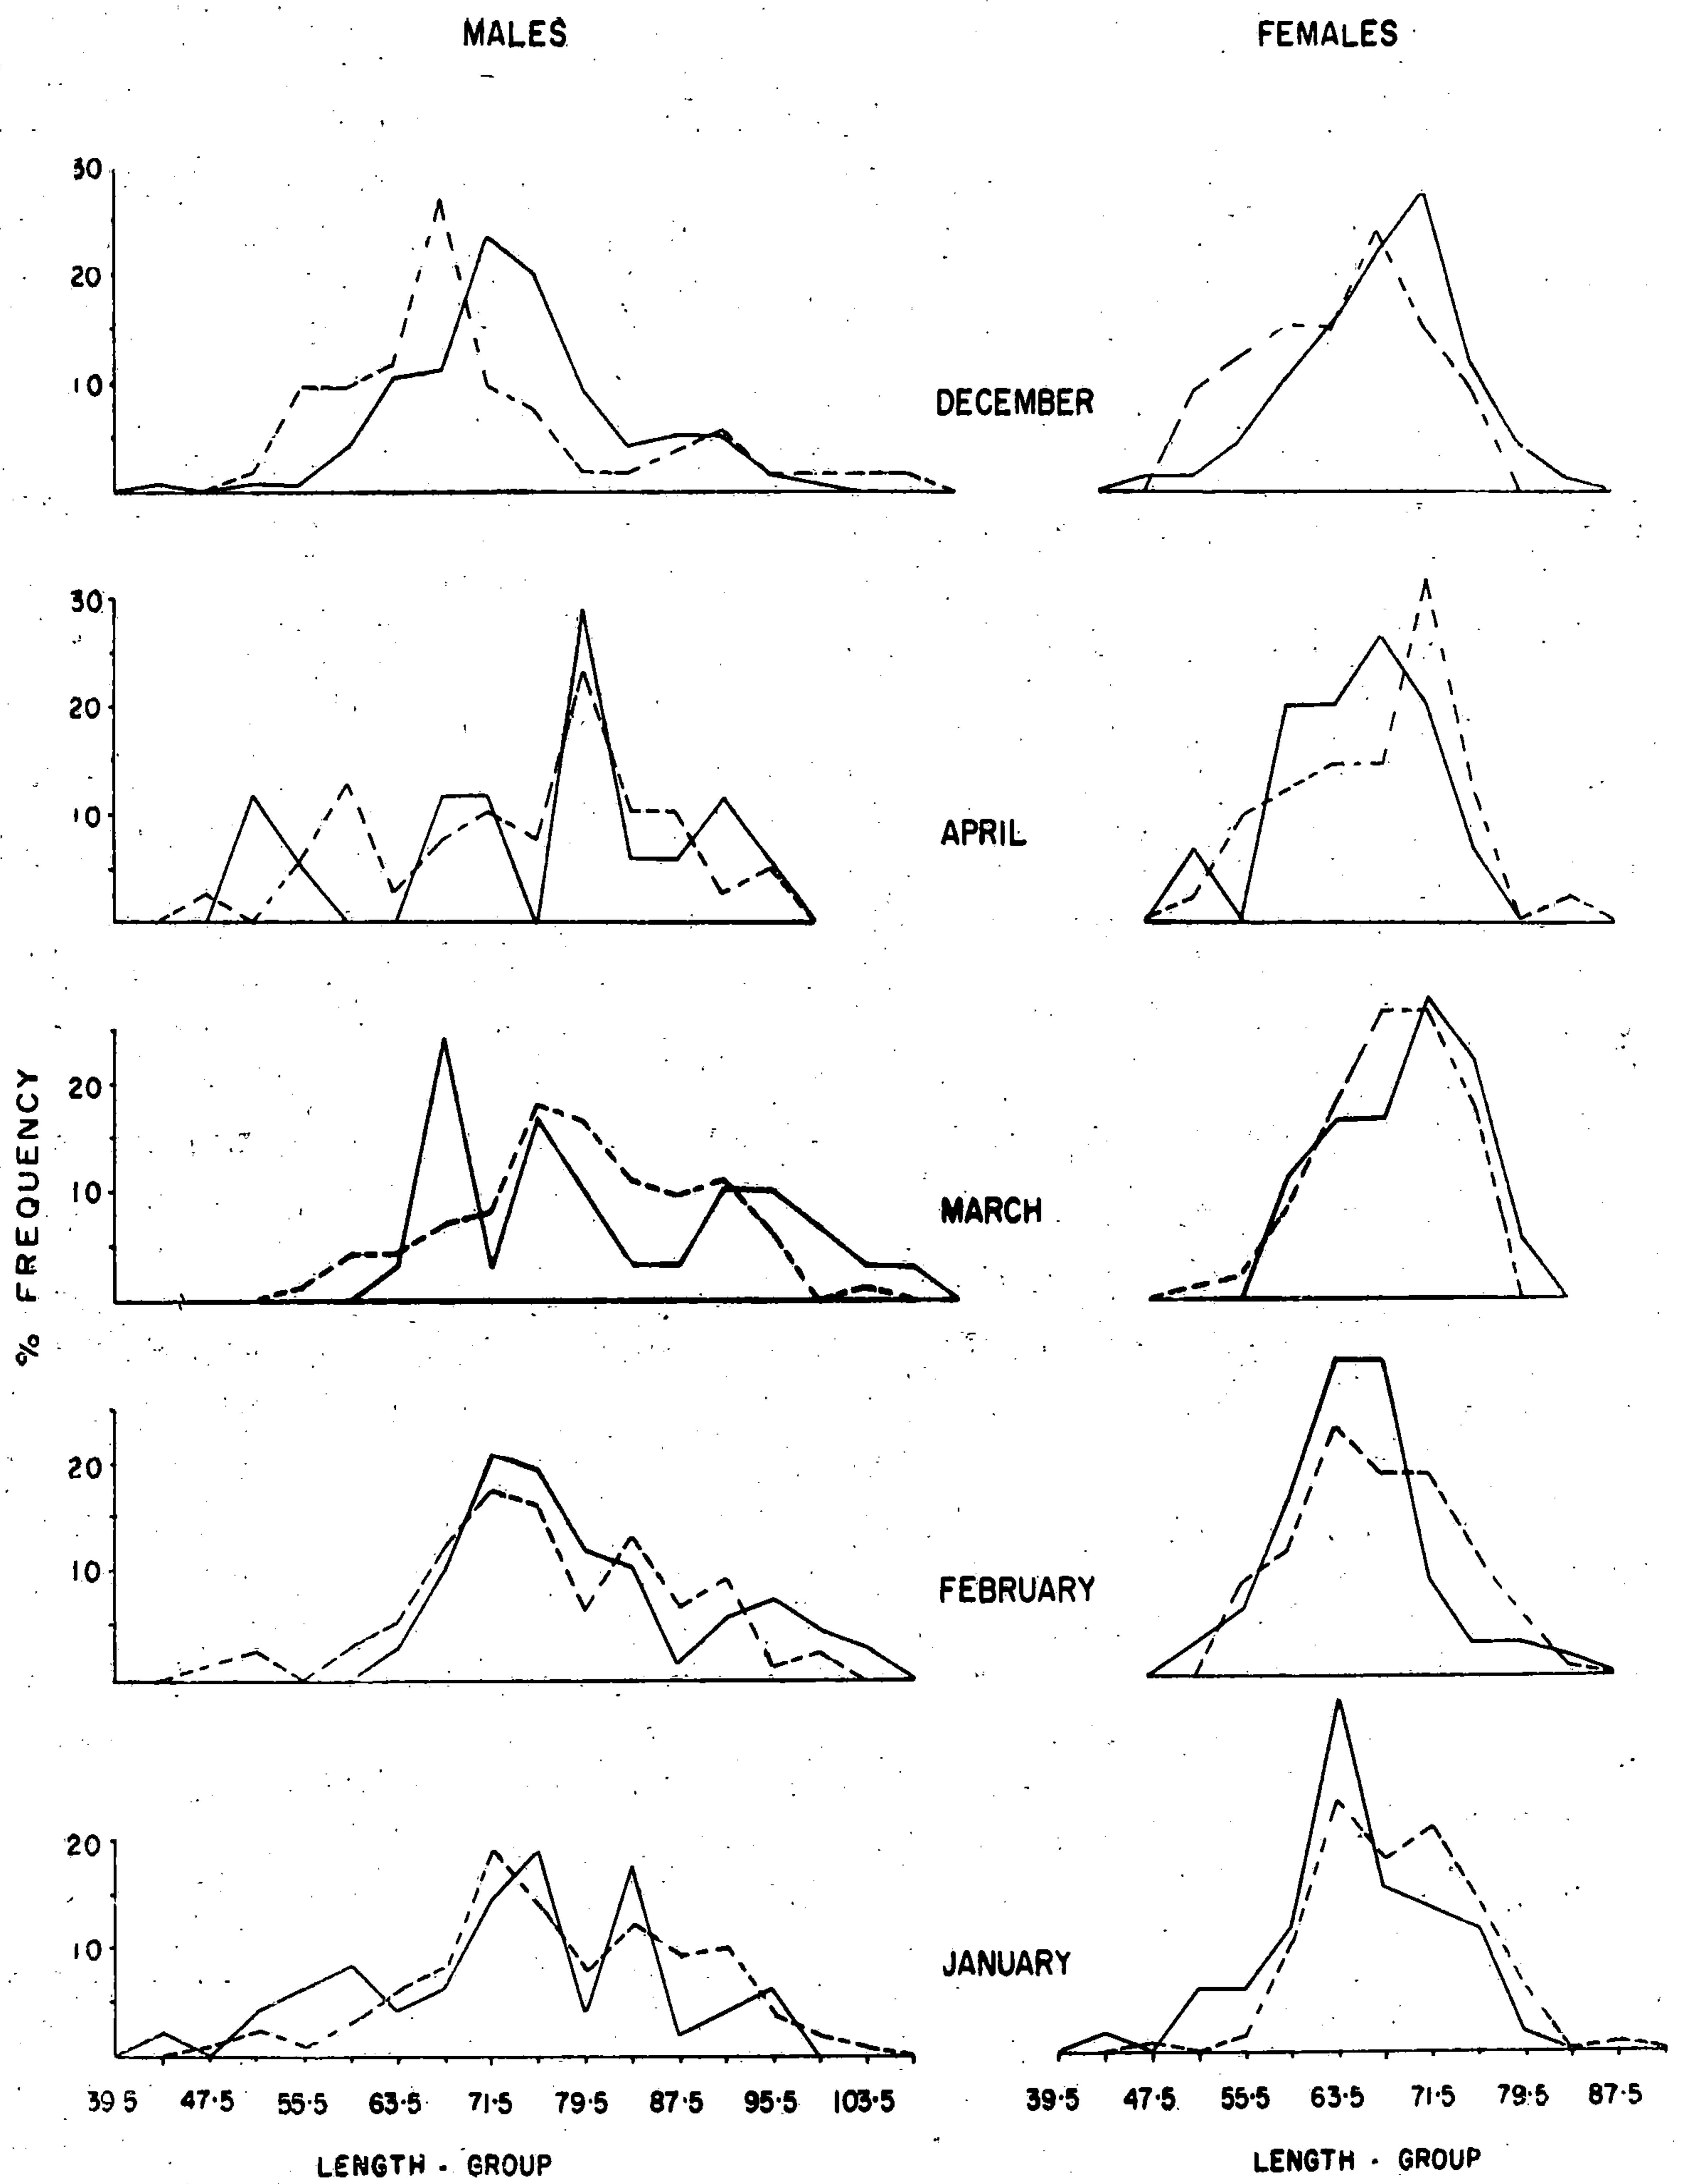 MALES
FEMALES
30
20
10
DECEMBER
30
20
10
APRIL
20
10
MARCH
% FREQUENCY
20
10
FEBRUARY
20
10
JANUARY
39.5 47.5 55.5 63.5 71.5 79.5 87.5 95.5 103.5
39.5 47.5 55.5 63.5 71.5 79.5 87.5
LENGTH - GROUP
LENGTH - GROUP